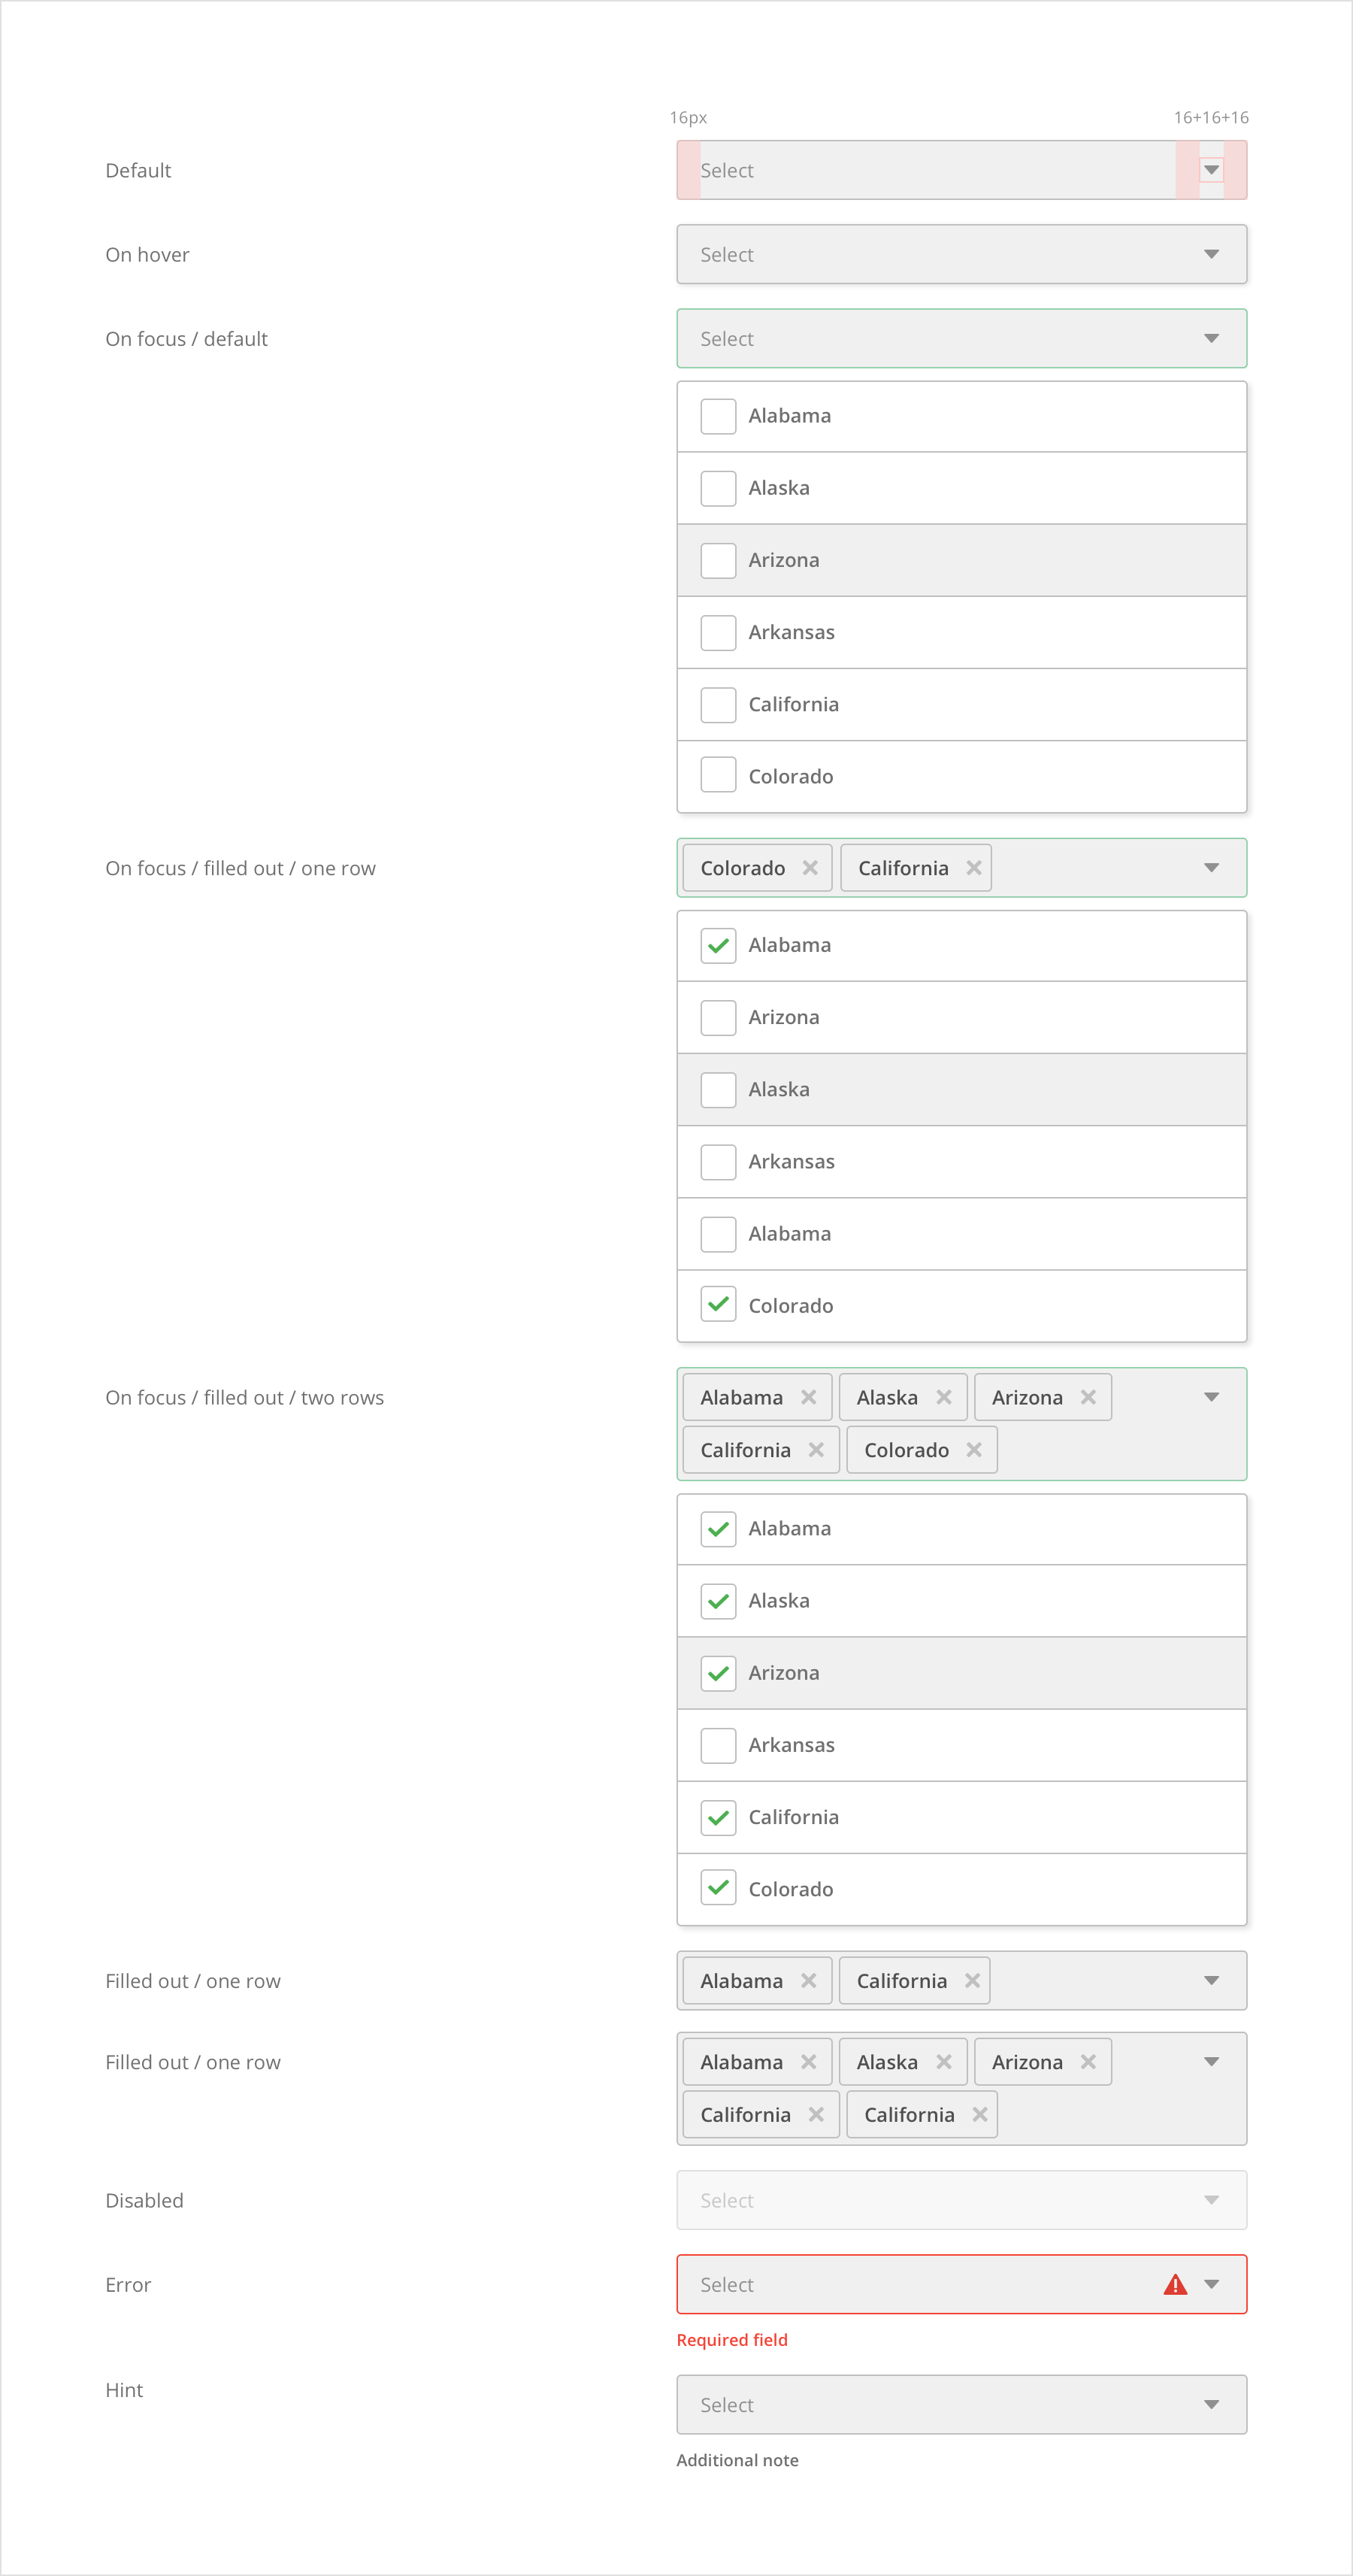 16px 16+16+16
Default Select
On hover Select
On focus / default Select
Alabama
Alaska
Arizona
Arkansas
California
Colorado
On focus / filled out / one row Colorado California
Alabama
Arizona
Alaska
Arkansas
Alabama
Colorado
On focus / filled out / two rows Alabama Alaska Arizona
California Colorado
Alabama
Alaska
Arizona
Arkansas
California
Colorado
Filled out / one row Alabama California
Filled out / one row Alabama Alaska Arizona
California California
Disabled Select
Error Select
Required field
Hint
Select
Additional note